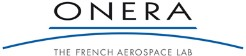 ONERA
THE FRENCH AEROSPACE LAB